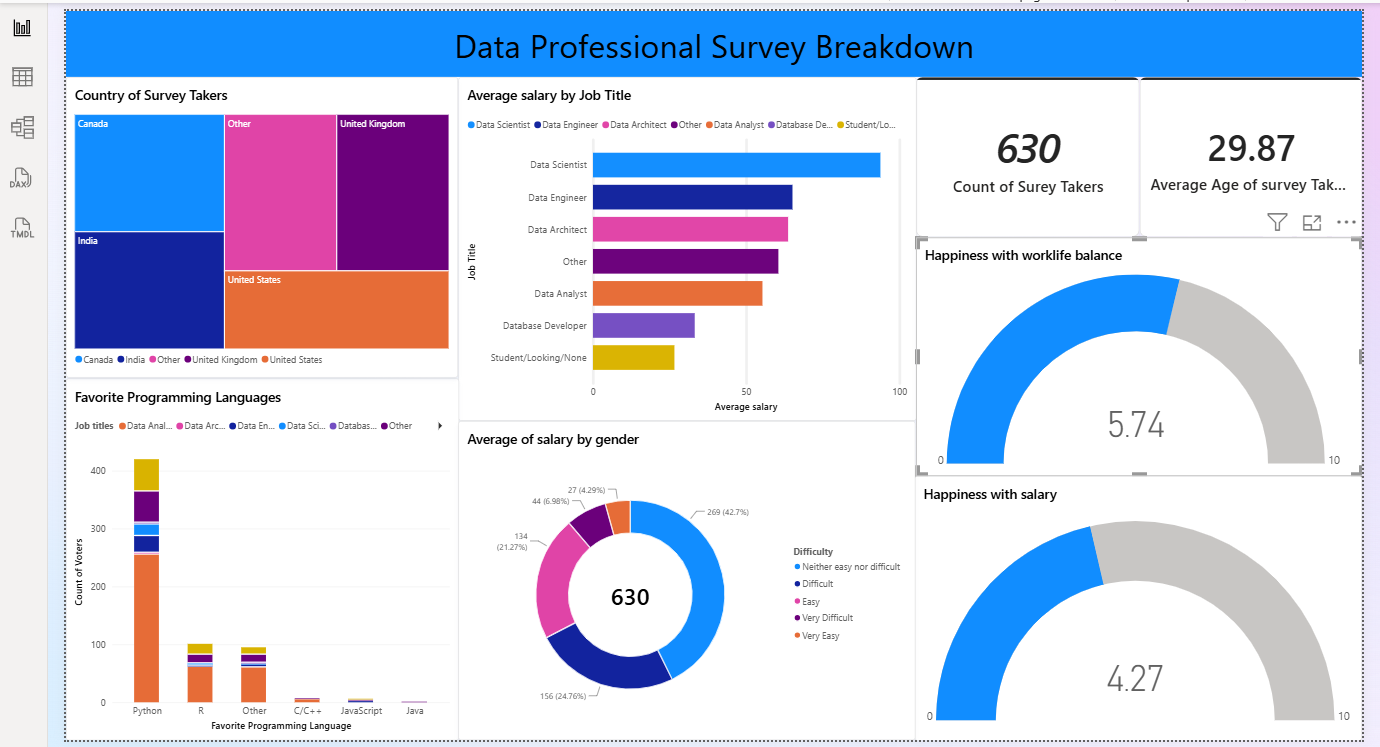 Data Professional Survey Breakdown
DAX
TMDL
Country of Survey Takers
Canada
Other
United Kingdom
India
United States
Canada India Other United Kingdom United States
Average salary by Job Title
Data Scientist Data Engineer Data Architect Other Data Analyst Database De... Student/Lo...
Job Title
Data Scientist
Data Engineer
Data Architect
Other
Data Analyst
Database Developer
Student/Looking/None
0 50 100
Average salary
630
Count of Surey Takers
29.87
Average Age of survey Tak...
Happiness with worklife balance
5.74
0 10
Favorite Programming Languages
Job titles Data Anal... Data Arc... Data En... Data Sci... Databas... Other
Count of Voters
400
300
200
100
0
Python R Other C/C++ JavaScript Java
Favorite Programming Language
Average of salary by gender
27 (4.29%)
44 (6.98%)
269 (42.7%)
134
(21.27%)
630
156 (24.76%)
Difficulty
Neither easy nor difficult
Difficult
Easy
Very Difficult
Very Easy
Happiness with salary
4.27
0 10